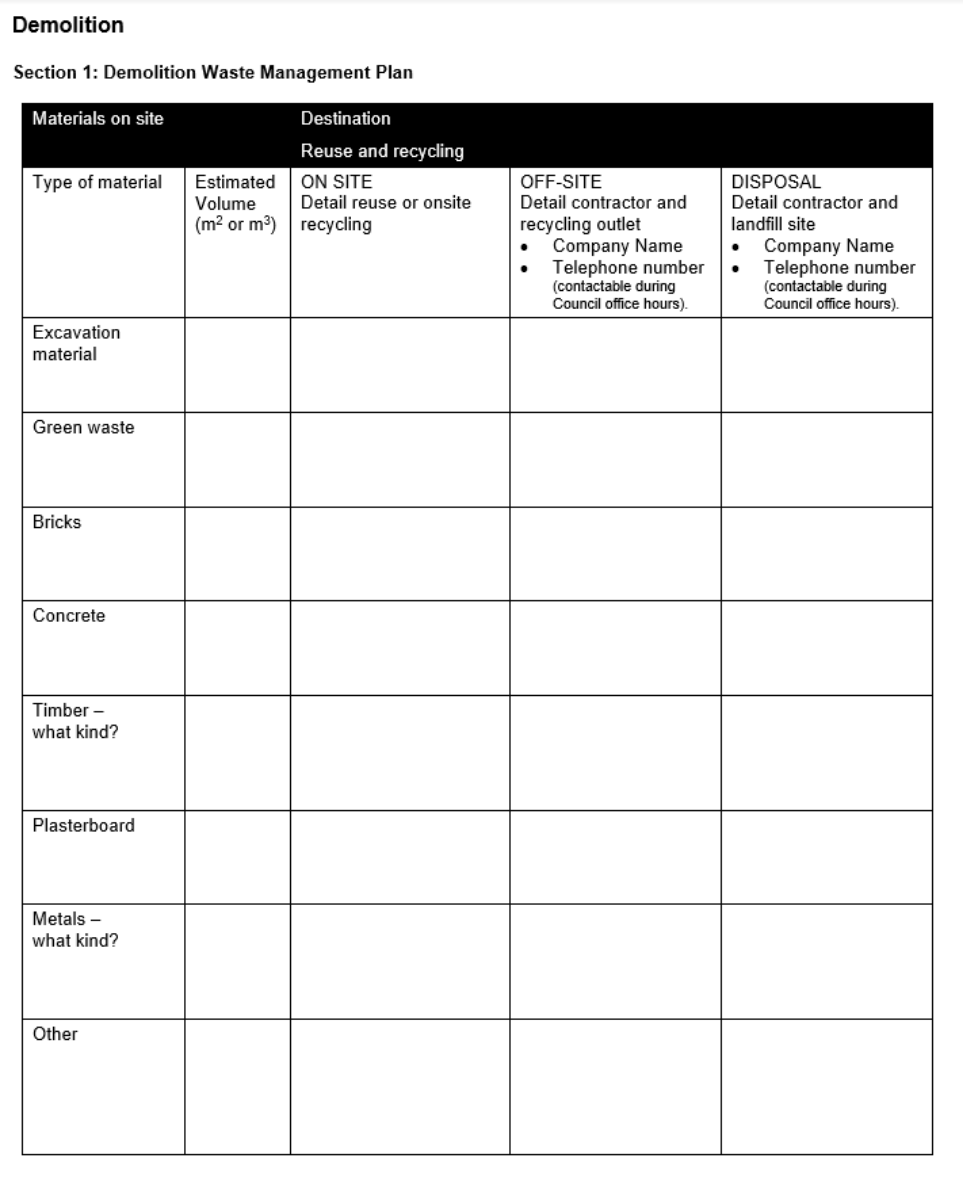 Demolition
Section 1: Demolition Waste Management Plan
Materials on site
Destination
Reuse and recycling
Type of material
Estimated
Volume
(m² or m³)
ON SITE
Detail reuse or onsite
recycling
OFF-SITE
Detail contractor and
recycling outlet
• Company Name
• Telephone number
(contactable during
Council office hours).
DISPOSAL
Detail contractor and
landfill site
• Company Name
• Telephone number
(contactable during
Council office hours).
Excavation
material
Green waste
Bricks
Concrete
Timber –
what kind?
Plasterboard
Metals –
what kind?
Other